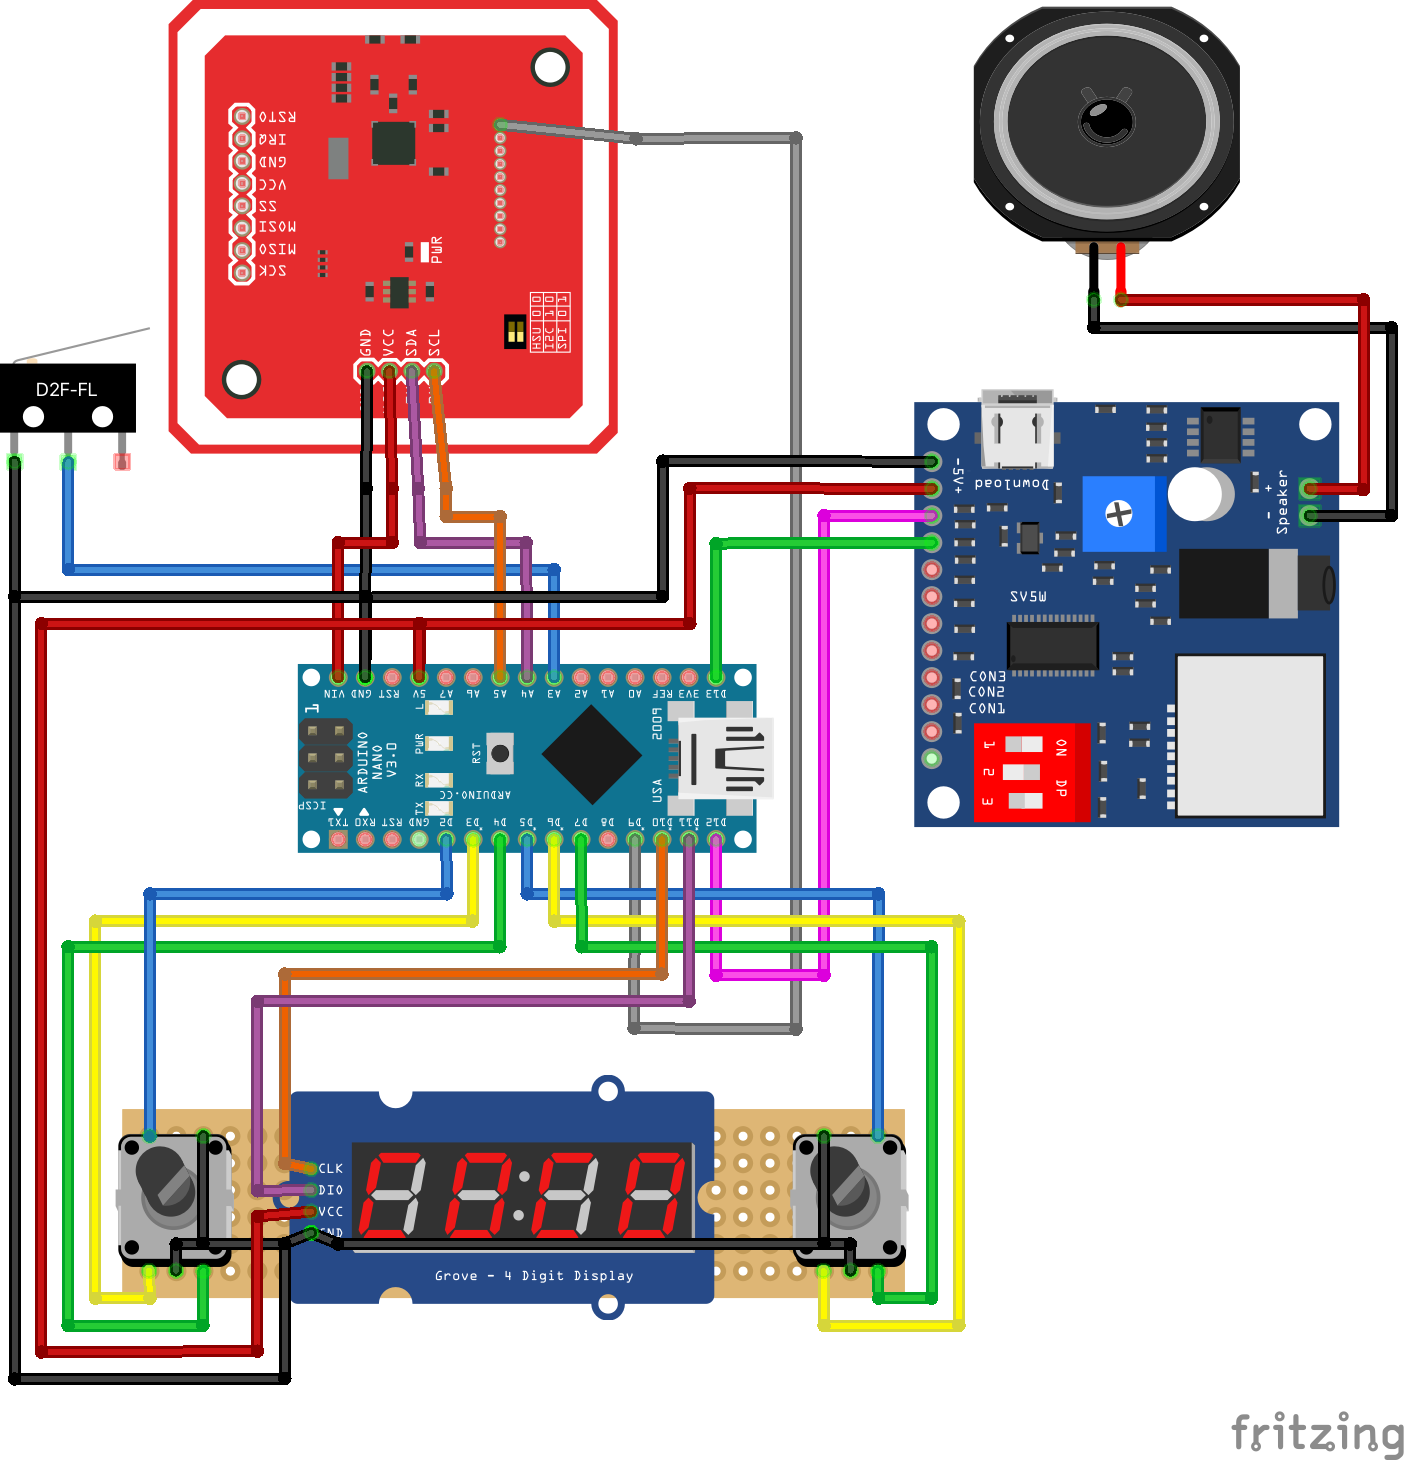 RSTO
IRQ
GND
VCC
SS
MOSI
MISO
SCK
PWR
GND
VCC
SDA
SCL
HSU 0 0
I2C 1 0
SPI 0 1
D2F-FL
-5V+
Download
+
-
Speaker
SV5W
CON3
CON2
CON1
1
2
3
ON
DP
VIN
GND
RST
5V
A7
A6
A5
A4
A3
A2
A1
A0
REF
3V3
D13
1
L
PWR
RX
TX
ARDUINO
NANO
V3.0
RST
ARDUINO.CC
USA
2009
ICSP
TX1
RX0
RST
GND
D2
D3
D4
D5
D6
D7
D8
D9
D10
D11
D12
CLK
DIO
VCC
GND
Grove - 4 Digit Display
fritzing